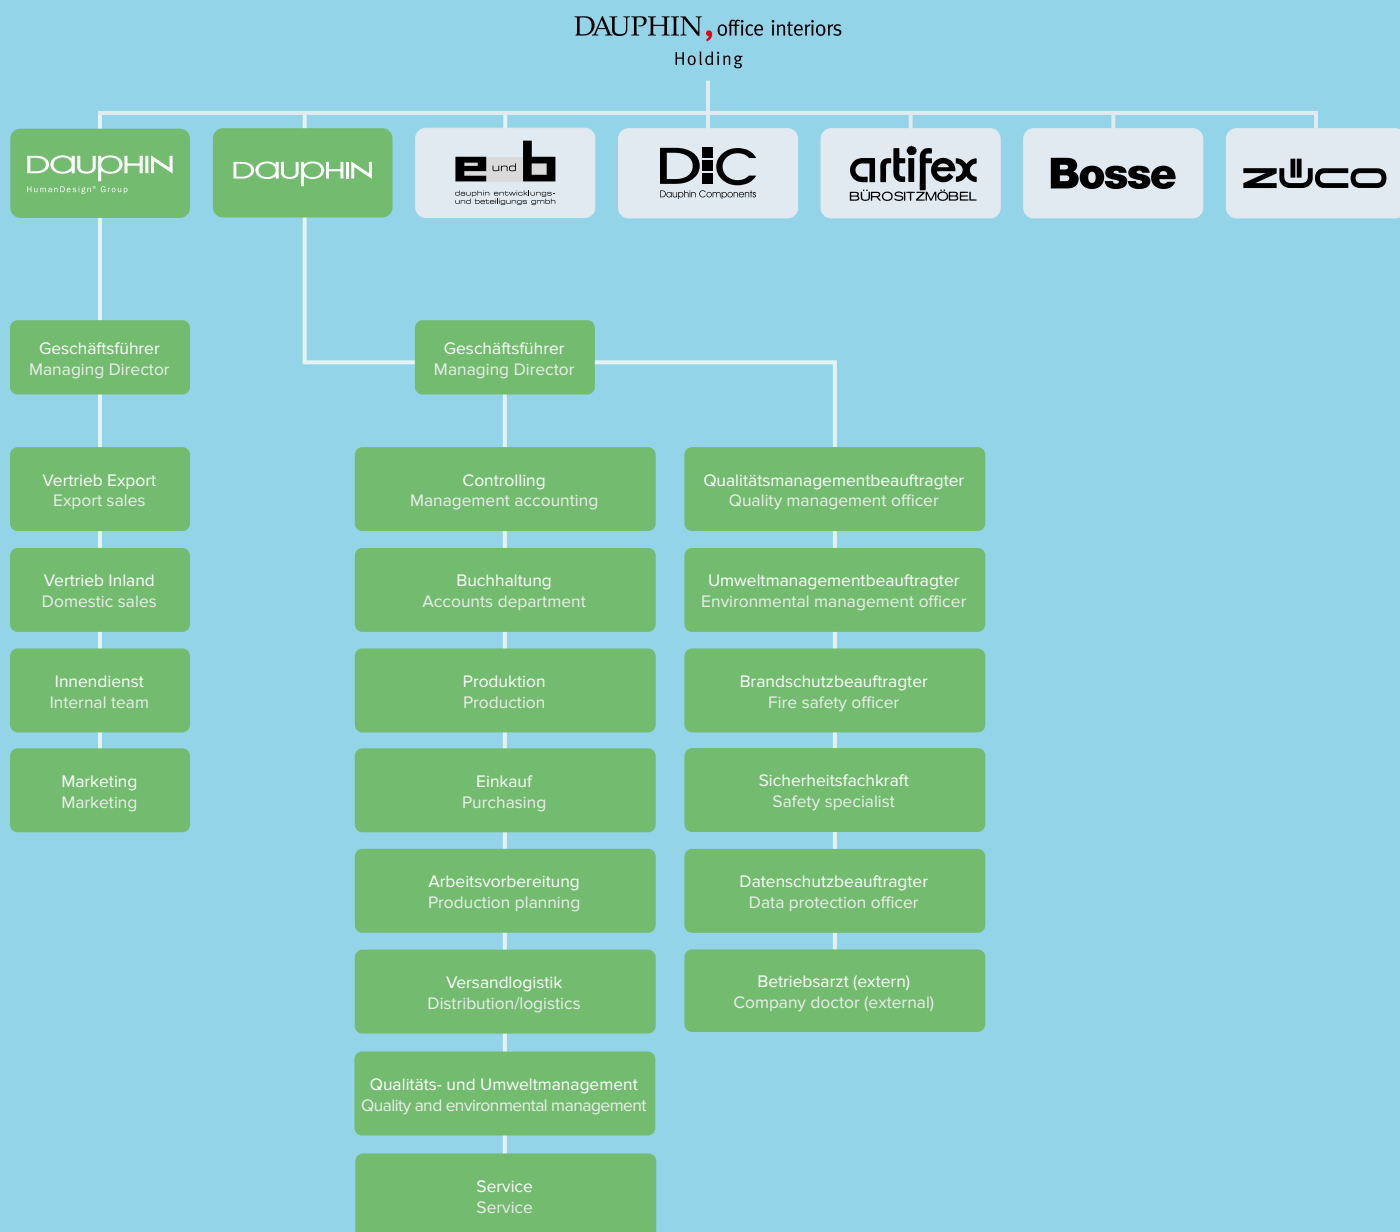 DAUPHIN, office interiors
Holding
DAUPHIN
HumanDesign® Group
DAUPHIN
e und b
dauphin entwicklungs-
und beteiligungs gmbh
DIC
Dauphin Components
artifex
BÜROSITZMÖBEL
Bosse
ZÜCO
Geschäftsführer
Managing Director
Geschäftsführer
Managing Director
Vertrieb Export
Export sales
Vertrieb Inland
Domestic sales
Innendienst
Internal team
Marketing
Marketing
Controlling
Management accounting
Buchhaltung
Accounts department
Produktion
Production
Einkauf
Purchasing
Arbeitsvorbereitung
Production planning
Versandlogistik
Distribution/logistics
Qualitäts- und Umweltmanagement
Quality and environmental management
Service
Service
Qualitätsmanagementbeauftragter
Quality management officer
Umweltmanagementbeauftragter
Environmental management officer
Brandschutzbeauftragter
Fire safety officer
Sicherheitsfachkraft
Safety specialist
Datenschutzbeauftragter
Data protection officer
Betriebsarzt (extern)
Company doctor (external)